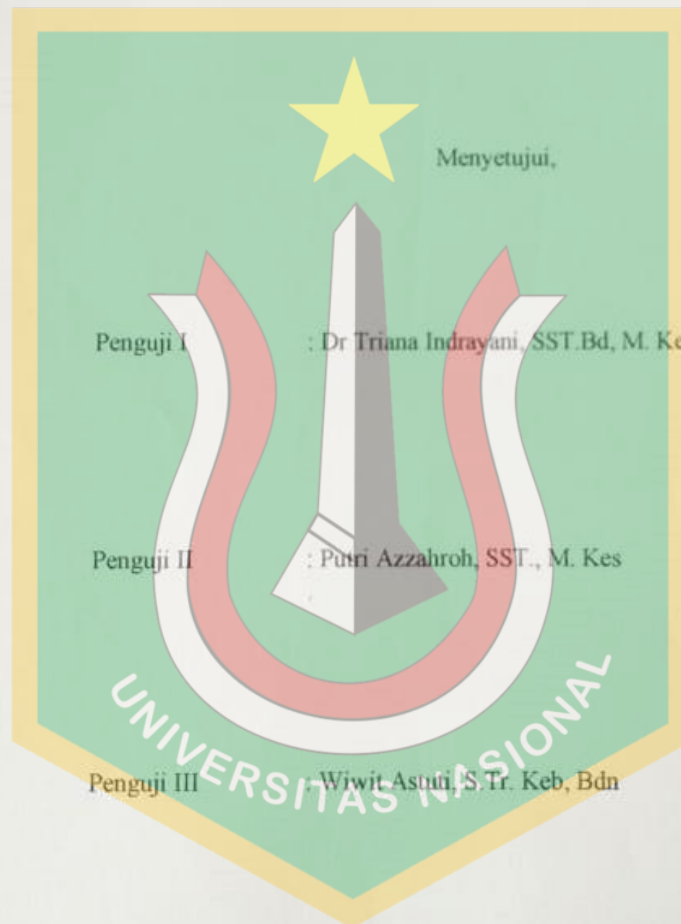 Menyetujui,
Penguji I : Dr Triana Indrayani, SST.Bd, M. Ke
Penguji II : Putri Azzahroh, SST., M. Kes
Penguji III : Wiwit Astuti, S.Tr. Keb, Bdn
UNIVERSITAS NASIONAL